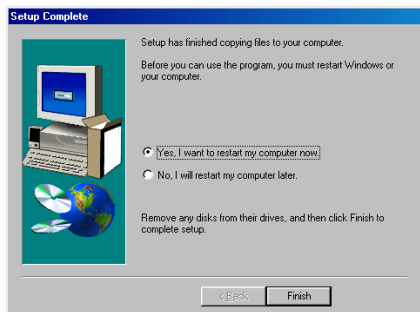 Setup Complete
Setup has finished copying files to your computer.
Before you can use the program, you must restart Windows or
your computer.
Yes, I want to restart my computer now.
No, I will restart my computer later.
Remove any disks from their drives, and then click Finish to
complete setup.
< Back
Finish